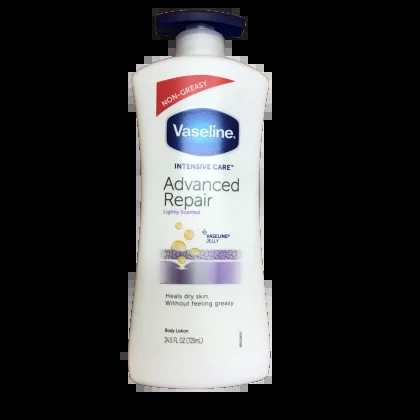 NON-GREASY
Vaseline.
INTENSIVE CARE™
Advanced
Repair
Lightly Scented
VASELINE®
JELLY
Heals dry skin.
Without feeling greasy
Body Lotion
24.5 FL OZ (725mL)